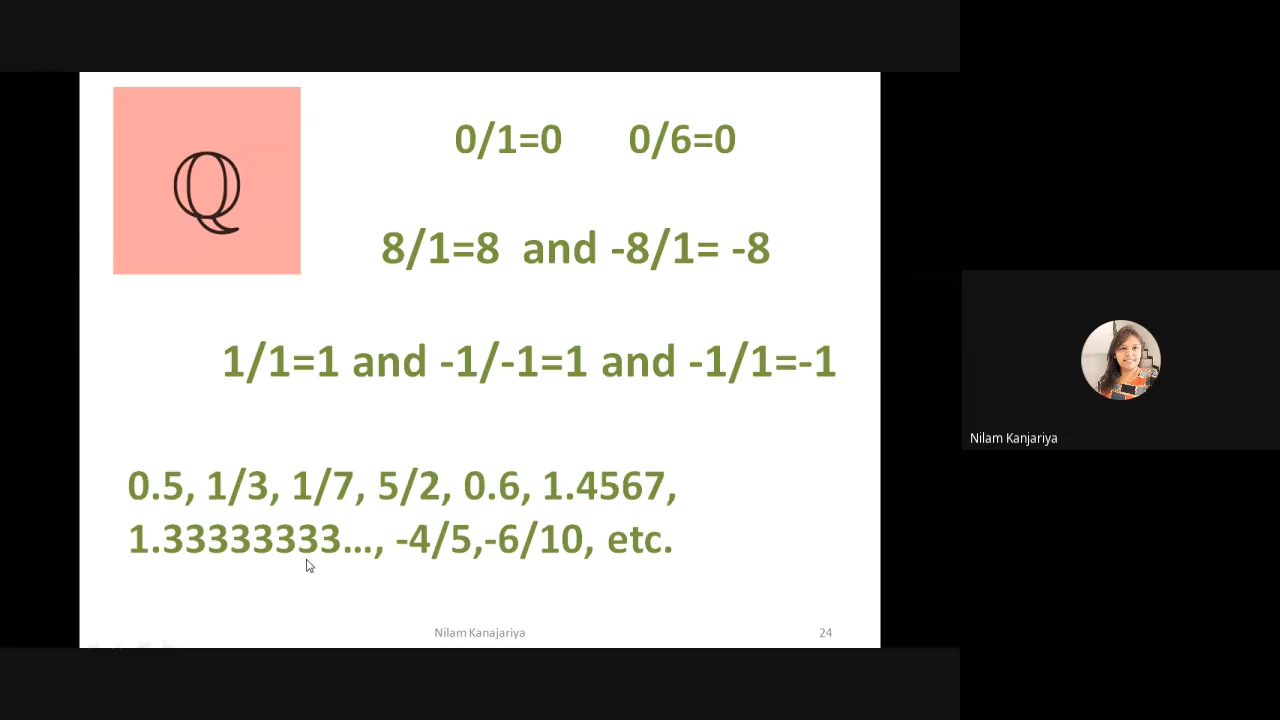 ℚ
0/1=0 0/6=0
8/1=8 and -8/1= -8
1/1=1 and -1/-1=1 and -1/1=-1
0.5, 1/3, 1/7, 5/2, 0.6, 1.4567,
1.33333333…, -4/5,-6/10, etc.
Nilam Kanajariya 24
Nilam Kanjariya